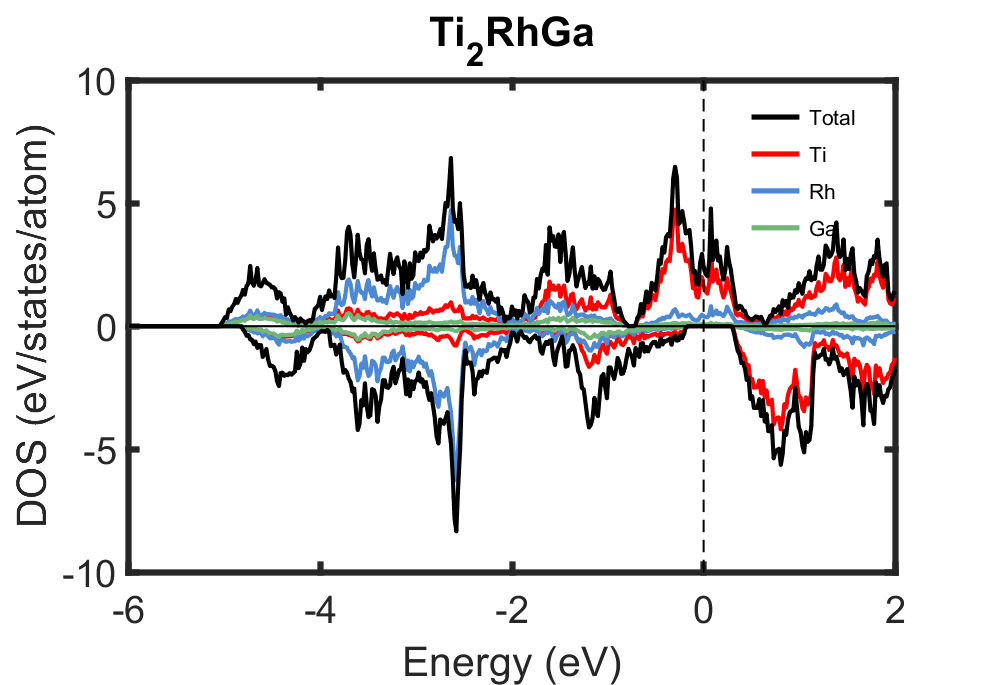 Ti₂RhGa
DOS (eV/states/atom)
10
5
0
-5
-10
Total
Ti
Rh
Ga
-6 -4 -2 0 2
Energy (eV)